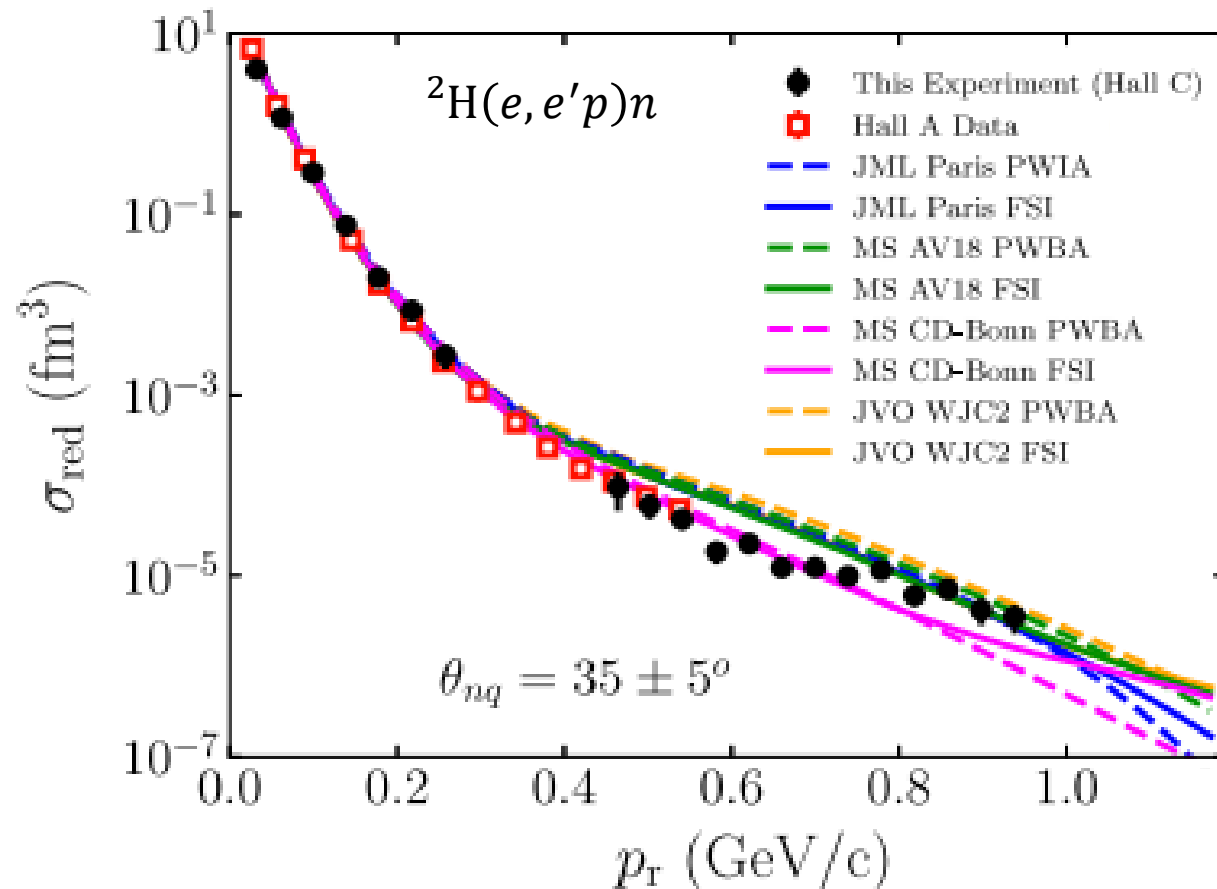 10¹
10⁻¹
10⁻³
10⁻⁵
10⁻⁷
σ_red (fm³)
²H(e, e′p)n
This Experiment (Hall C)
Hall A Data
JML Paris PWIA
JML Paris FSI
MS AV18 PWBA
MS AV18 FSI
MS CD-Bonn PWBA
MS CD-Bonn FSI
JVO WJC2 PWBA
JVO WJC2 FSI
θ_nq = 35 ± 5°
0.0 0.2 0.4 0.6 0.8 1.0
p_r (GeV/c)